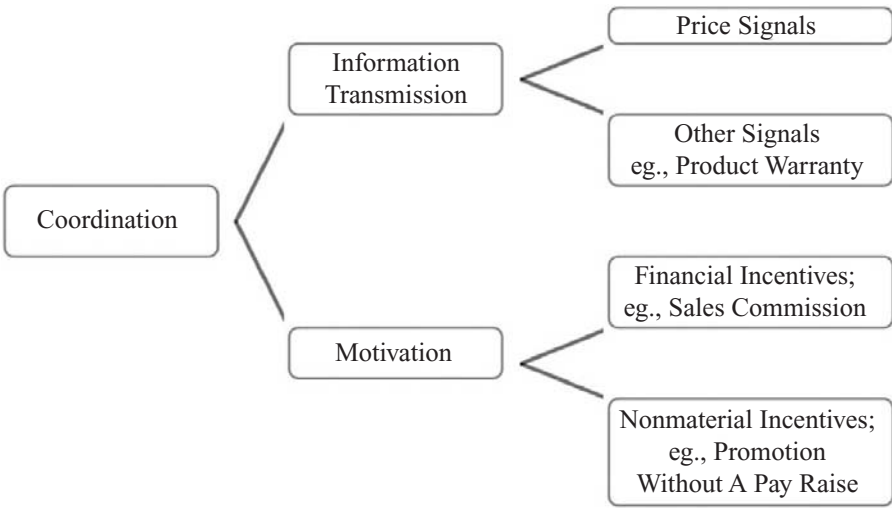 Price Signals
Information
Transmission
Other Signals
eg., Product Warranty
Coordination
Financial Incentives;
eg., Sales Commission
Motivation
Nonmaterial Incentives;
eg., Promotion
Without A Pay Raise